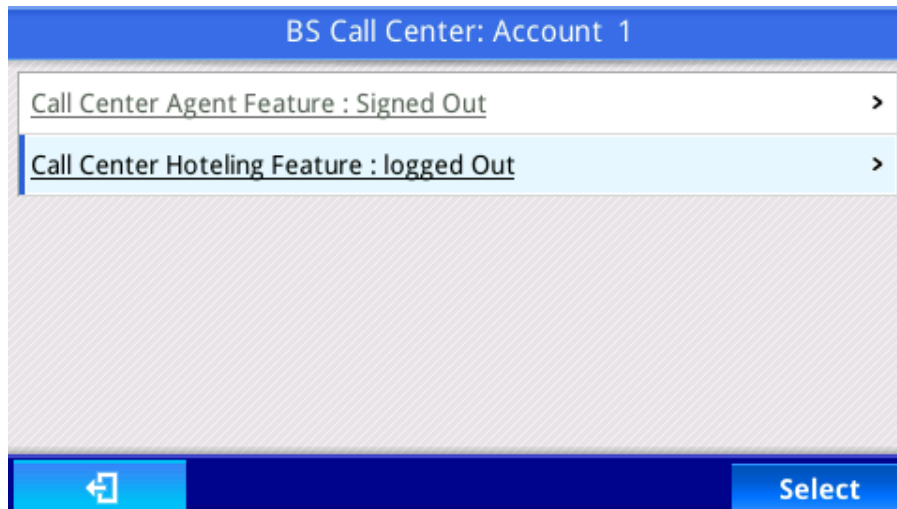 BS Call Center: Account 1
Call Center Agent Feature : Signed Out >
Call Center Hoteling Feature : logged Out >
Select